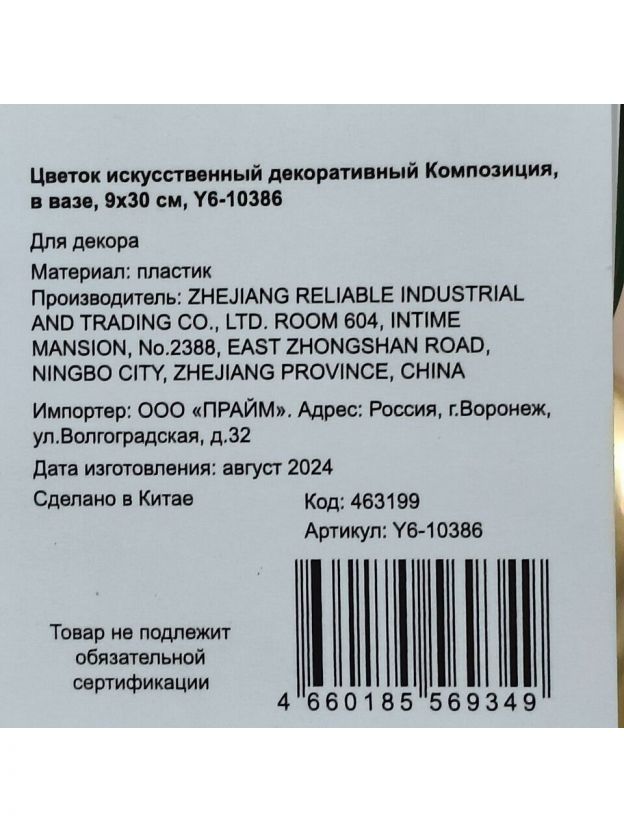 Цветок искусственный декоративный Композиция,
в вазе, 9х30 см, Y6-10386
Для декора
Материал: пластик
Производитель: ZHEJIANG RELIABLE INDUSTRIAL
AND TRADING CO., LTD. ROOM 604, INTIME
MANSION, No.2388, EAST ZHONGSHAN ROAD,
NINGBO CITY, ZHEJIANG PROVINCE, CHINA
Импортер: ООО «ПРАЙМ». Адрес: Россия, г.Воронеж,
ул.Волгоградская, д.32
Дата изготовления: август 2024
Сделано в Китае
Код: 463199
Артикул: Y6-10386
Товар не подлежит
обязательной
сертификации
4 660185 569349